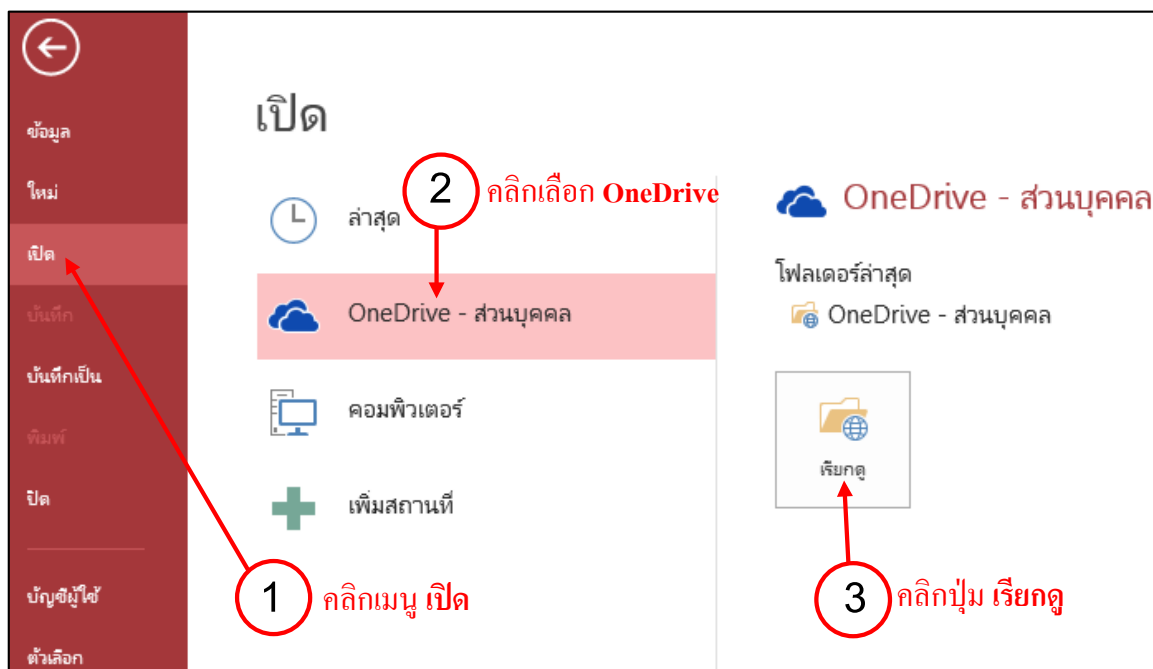 ข้อมูล
ใหม่
เปิด
บันทึก
บันทึกเป็น
พิมพ์
ปิด
บัญชีผู้ใช้
ตัวเลือก
เปิด
2 คลิกเลือก OneDrive
ล่าสุด
OneDrive - ส่วนบุคคล
คอมพิวเตอร์
เพิ่มสถานที่
1 คลิกเมนู เปิด
OneDrive - ส่วนบุคคล
โฟลเดอร์ล่าสุด
OneDrive - ส่วนบุคคล
เรียกดู
3 คลิกปุ่ม เรียกดู